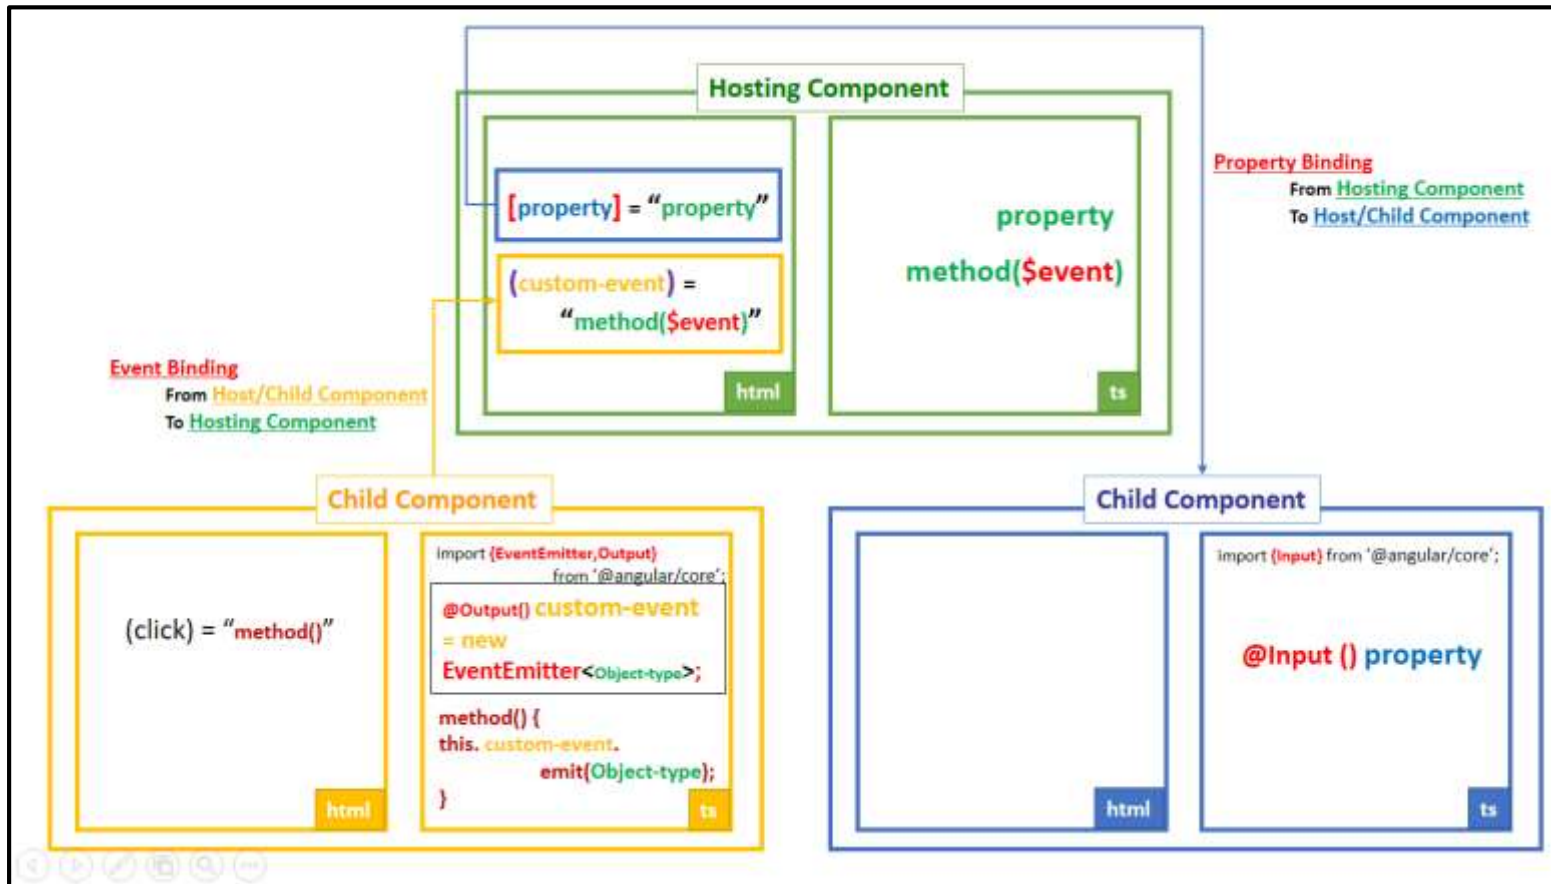 Hosting Component
[property] = “property”
(custom-event) =
“method($event)”
html
property
method($event)
ts
Property Binding
From Hosting Component
To Host/Child Component
Event Binding
From Host/Child Component
To Hosting Component
Child Component
(click) = “method()”
html
import {EventEmitter,Output}
from ‘@angular/core’;
@Output() custom-event
= new
EventEmitter<Object-type>;
method() {
this. custom-event.
emit(Object-type);
}
ts
Child Component
html
import {Input} from ‘@angular/core’;
@Input () property
ts